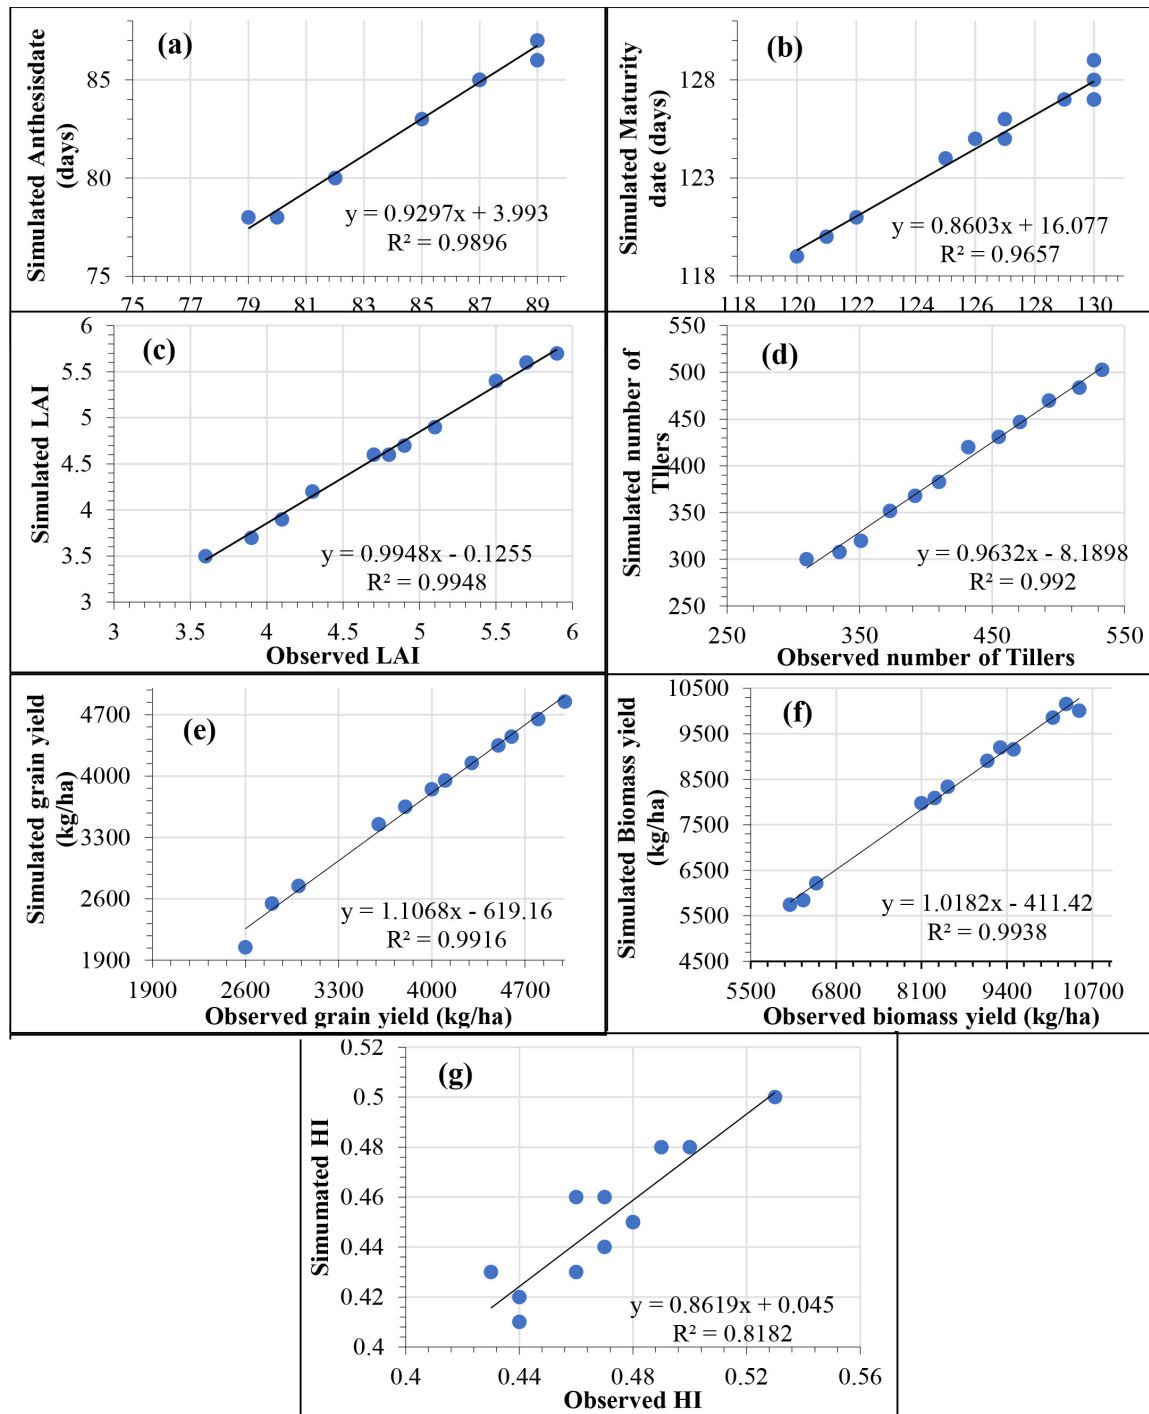 (a)
Simulated Anthesisdate
(days)
85
80
75
y = 0.9297x + 3.993
R² = 0.9896
75 77 79 81 83 85 87 89
(b)
Simulated Maturity
date (days)
128
123
118
y = 0.8603x + 16.077
R² = 0.9657
118 120 122 124 126 128 130
(c)
Simulated LAI
6
5.5
5
4.5
4
3.5
3
y = 0.9948x - 0.1255
R² = 0.9948
3 3.5 4 4.5 5 5.5 6
Observed LAI
(d)
Simulated number of
Tllers
550
500
450
400
350
300
250
y = 0.9632x - 8.1898
R² = 0.992
250 350 450 550
Observed number of Tillers
(e)
Simulated grain yield
(kg/ha)
4700
4000
3300
2600
1900
y = 1.1068x - 619.16
R² = 0.9916
1900 2600 3300 4000 4700
Observed grain yield (kg/ha)
(f)
Simulated Biomass yield
(kg/ha)
10500
9500
8500
7500
6500
5500
4500
y = 1.0182x - 411.42
R² = 0.9938
5500 6800 8100 9400 10700
Observed biomass yield (kg/ha)
(g)
Simumated HI
0.52
0.5
0.48
0.46
0.44
0.42
0.4
y = 0.8619x + 0.045
R² = 0.8182
0.4 0.44 0.48 0.52 0.56
Observed HI